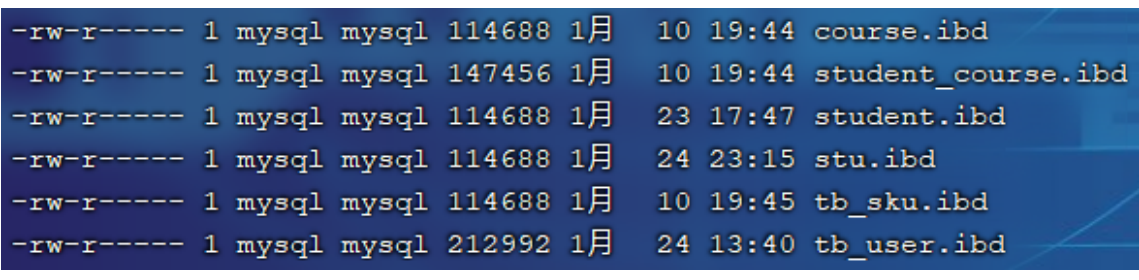 -rw-r----- 1 mysql mysql 114688 1月   10 19:44 course.ibd
-rw-r----- 1 mysql mysql 147456 1月   10 19:44 student_course.ibd
-rw-r----- 1 mysql mysql 114688 1月   23 17:47 student.ibd
-rw-r----- 1 mysql mysql 114688 1月   24 23:15 stu.ibd
-rw-r----- 1 mysql mysql 114688 1月   10 19:45 tb_sku.ibd
-rw-r----- 1 mysql mysql 212992 1月   24 13:40 tb_user.ibd